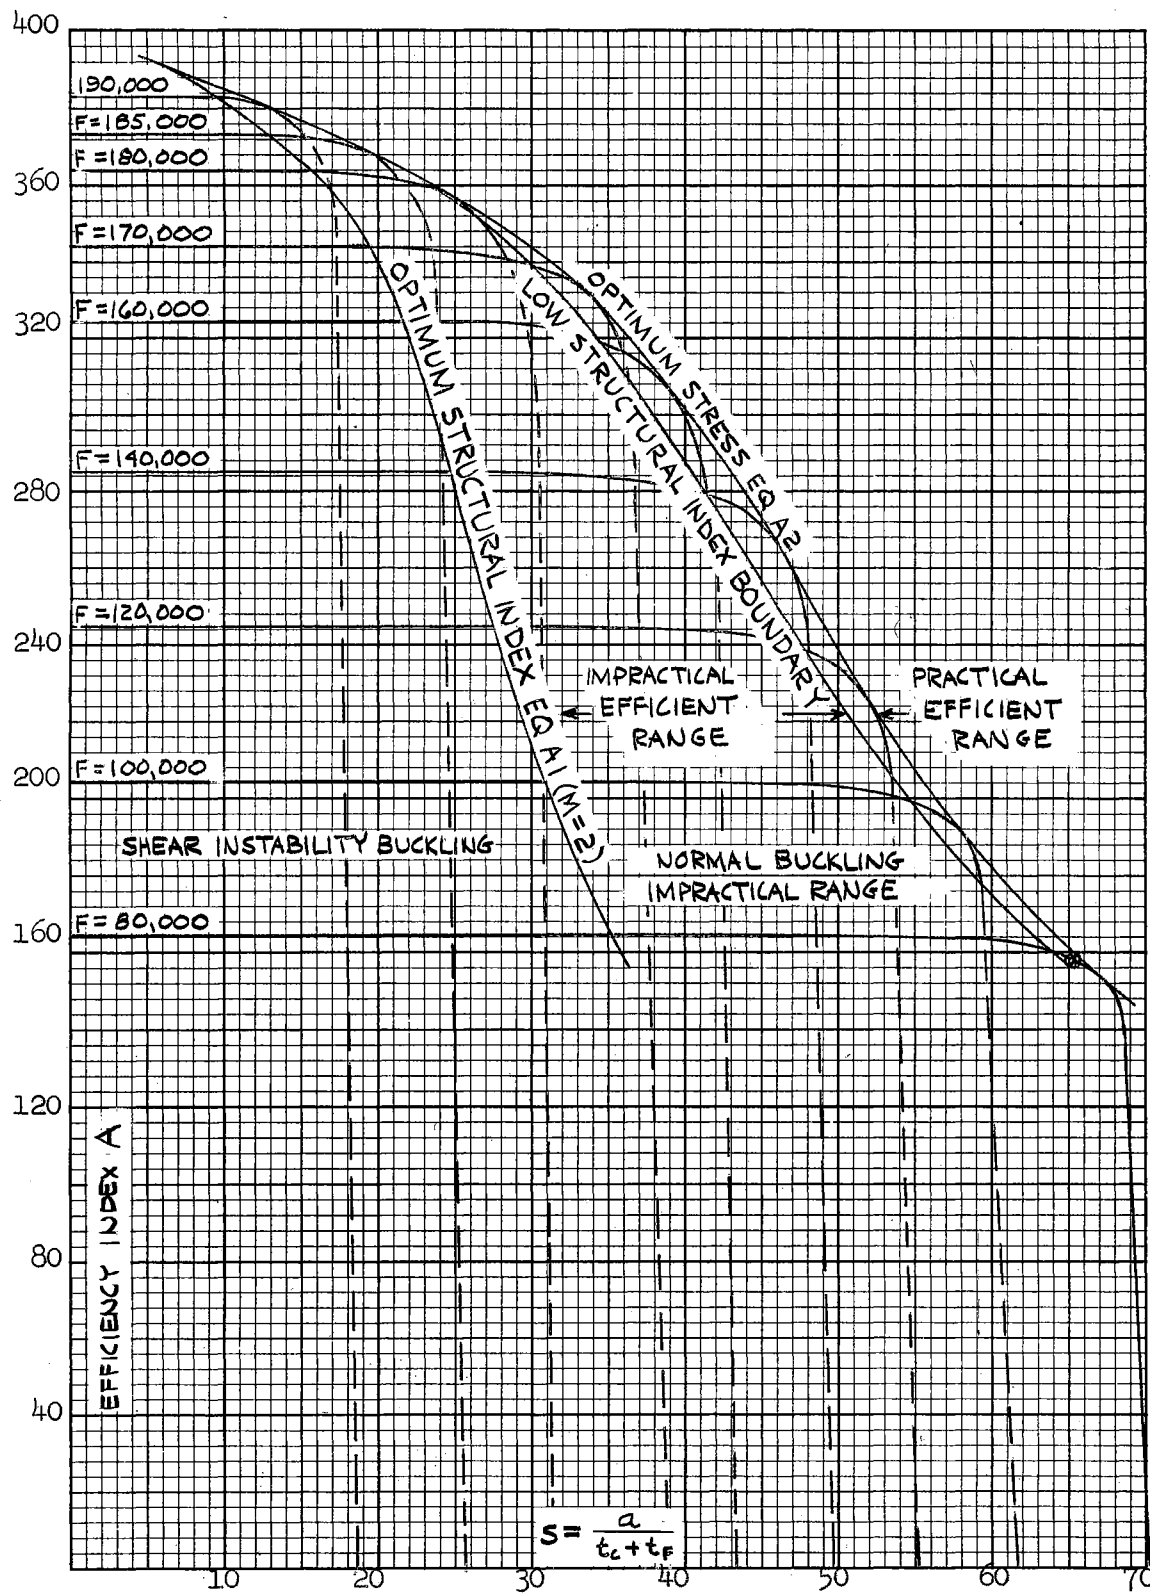 400
190,000
F=185,000
F=180,000
360
F=170,000
F=160,000
320
F=140,000
280
F=120,000
240
F=100,000
200
F=80,000
160
120
80
40
EFFICIENCY INDEX A
OPTIMUM STRUCTURAL INDEX EQ A1 (M=2)
LOW STRUCTURAL INDEX BOUNDARY
OPTIMUM STRESS EQ A2
IMPRACTICAL
EFFICIENT
RANGE
PRACTICAL
EFFICIENT
RANGE
SHEAR INSTABILITY BUCKLING
NORMAL BUCKLING
IMPRACTICAL RANGE
S = a / (tc + tF)
10
20
30
40
50
60
70